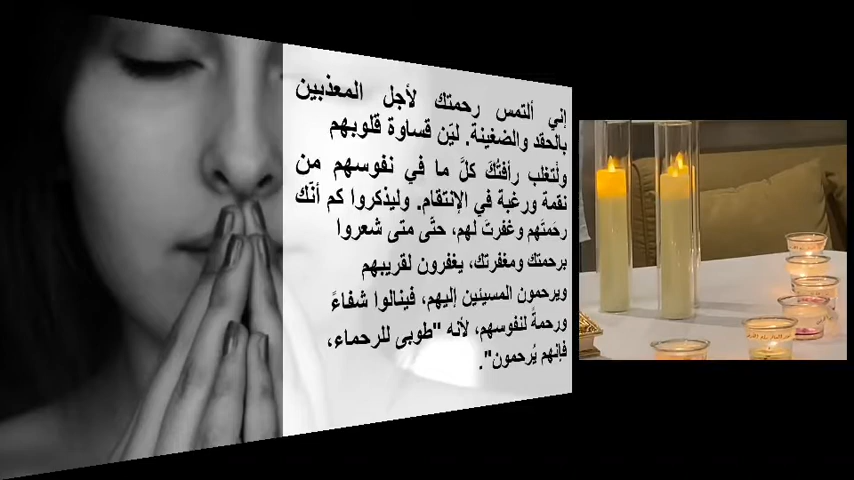 إني ألتمس رحمتك لأجل المعذبين
بالحقد والضغينة. ليّن قساوة قلوبهم
ولْتغلب رأفتُكَ كلَّ ما في نفوسهم من
نقمة ورغبة في الإنتقام. وليذكروا كم أنّك
رحَمتَهم وغفرتَ لهم، حتّى متى شعروا
برحمتك ومغفرتك، يغفرون لقريبهم
ويرحمون المسيئين إليهم، فينالوا شفاءً
ورحمةً لنفوسهم، لأنه "طوبى للرحماء،
فإنهم يُرحمون".